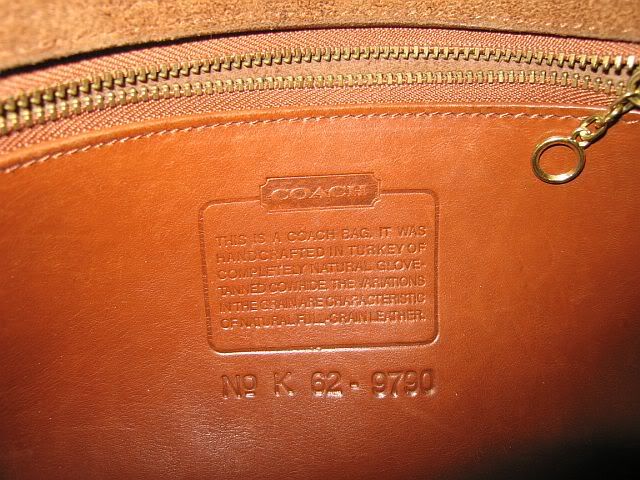 COACH
THIS IS A COACH BAG. IT WAS
HANDCRAFTED IN TURKEY OF
COMPLETELY NATURAL GLOVE-
TANNED COWHIDE. THE VARIATIONS
IN THE GRAIN ARE CHARACTERISTIC
OF NATURAL FULL-GRAIN LEATHER.
No K 62 - 9790